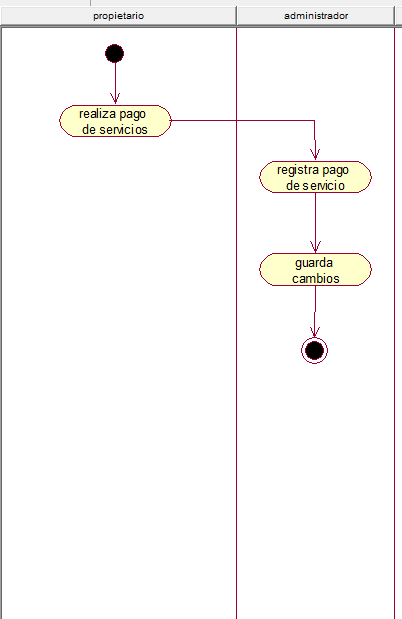 propietario
administrador
realiza pago
de servicios
registra pago
de servicio
guarda
cambios